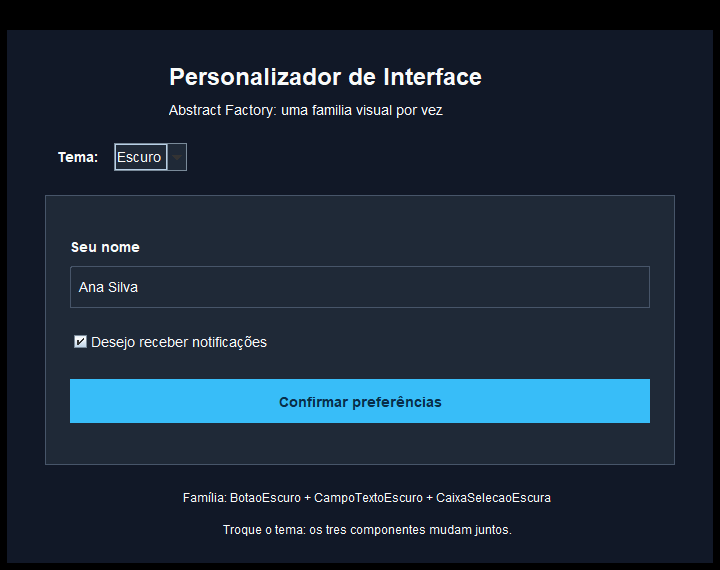 Personalizador de Interface
Abstract Factory: uma familia visual por vez
Tema: Escuro
Seu nome
Ana Silva
Desejo receber notificações
Confirmar preferências
Família: BotaoEscuro + CampoTextoEscuro + CaixaSelecaoEscura
Troque o tema: os tres componentes mudam juntos.